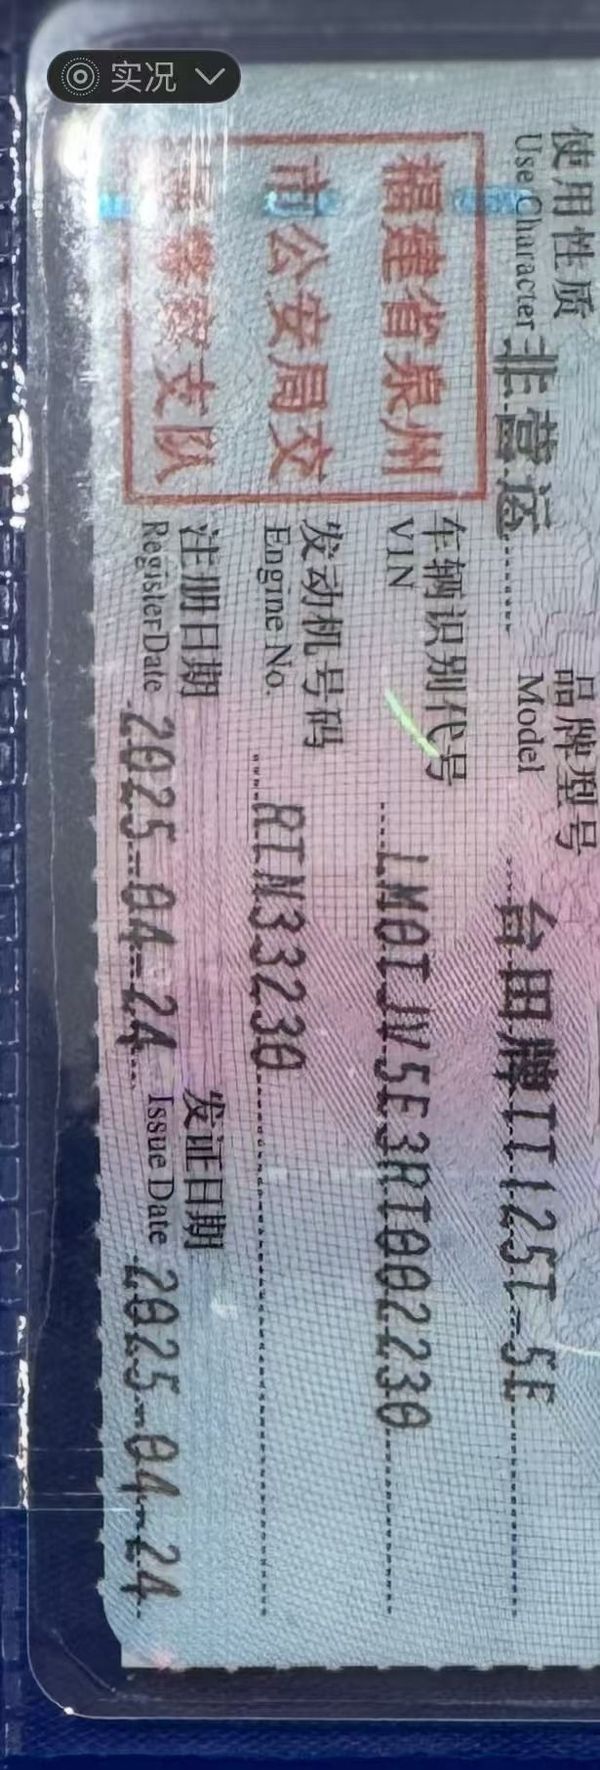 实况
使用性质 非营运 品牌型号 台田牌TT125T-5E
Use Character Model
福建省泉州
市公安局交
警察支队
车辆识别代号 LM0TJV5E3RT002230
VIN
发动机号码 RTN33230
Engine No.
注册日期 2025-04-24 发证日期 2025-04-24
Register Date Issue Date